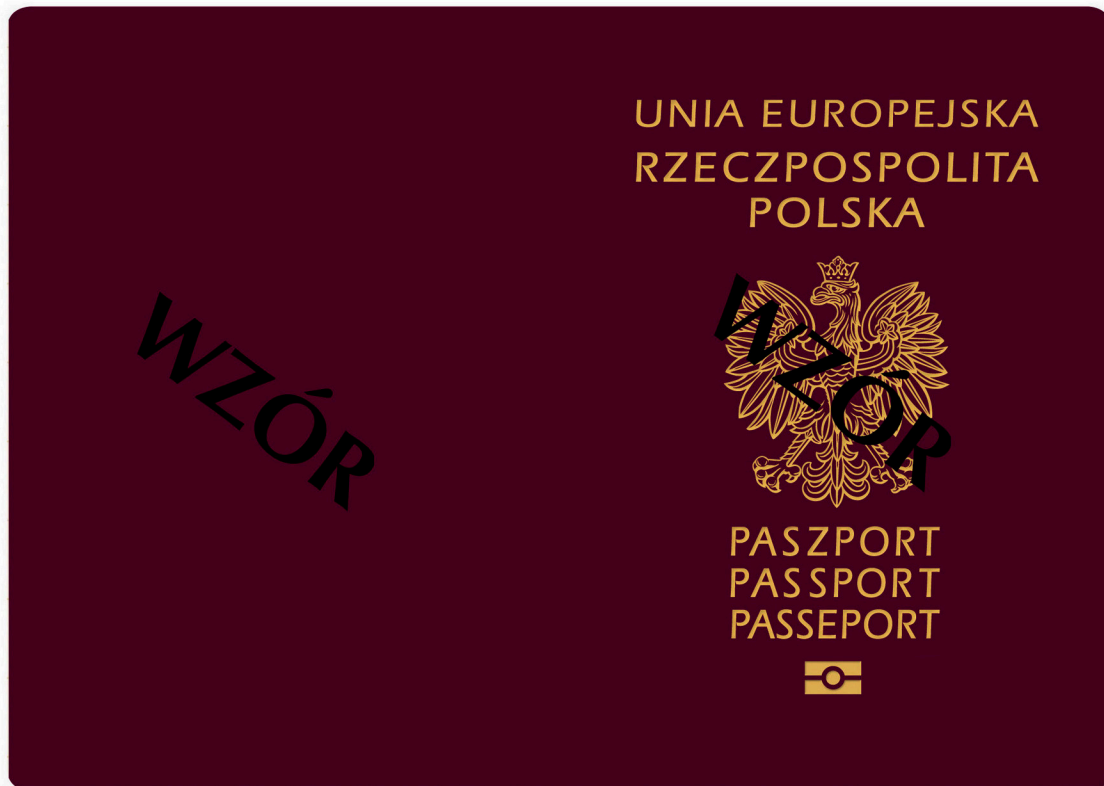 UNIA EUROPEJSKA
RZECZPOSPOLITA
POLSKA
WZÓR
WZÓR
PASZPORT
PASSPORT
PASSEPORT